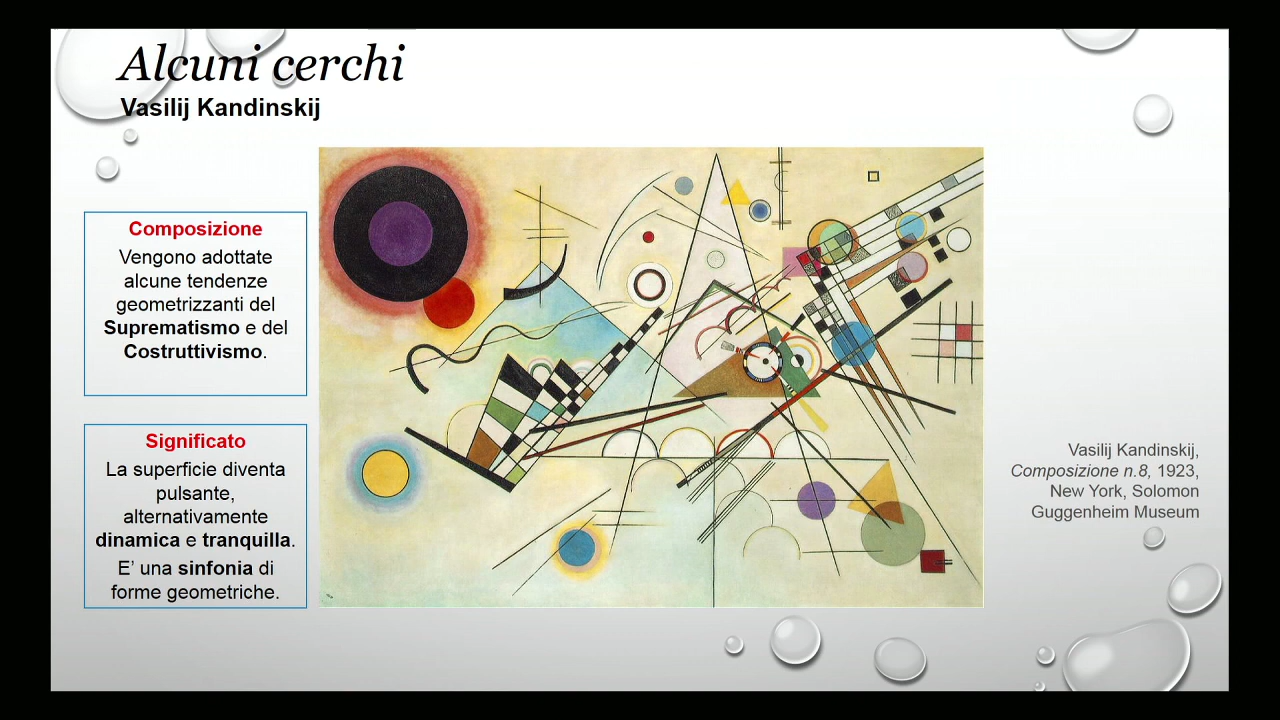 Alcuni cerchi
Vasilij Kandinskij
Composizione
Vengono adottate
alcune tendenze
geometrizzanti del
Suprematismo e del
Costruttivismo.
Significato
La superficie diventa
pulsante,
alternativamente
dinamica e tranquilla.
E’ una sinfonia di
forme geometriche.
Vasilij Kandinskij,
Composizione n.8, 1923,
New York, Solomon
Guggenheim Museum